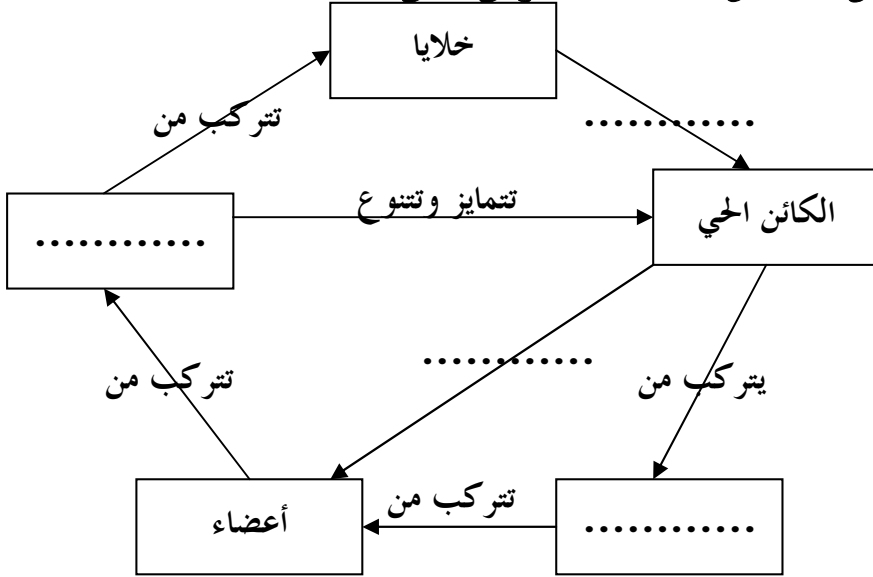 خلايا
تتركب من
............
............
تتمايز وتتنوع
الكائن الحي
............
تتركب من
يتركب من
أعضاء
تتركب من
............